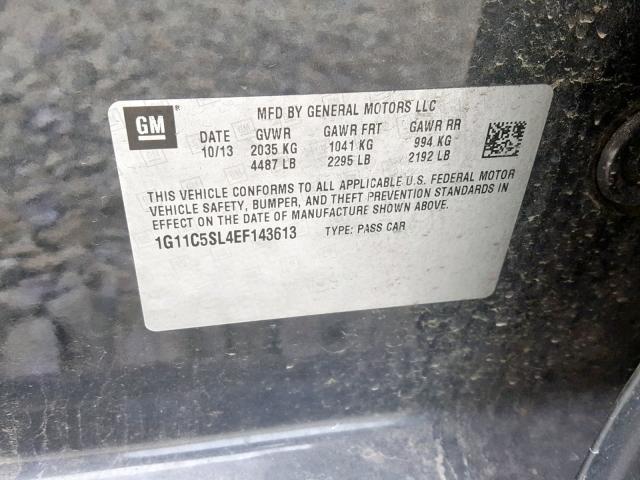 GM
MFD BY GENERAL MOTORS LLC
DATE GVWR GAWR FRT GAWR RR
10/13 2035 KG 1041 KG 994 KG
4487 LB 2295 LB 2192 LB
THIS VEHICLE CONFORMS TO ALL APPLICABLE U.S. FEDERAL MOTOR
VEHICLE SAFETY, BUMPER, AND THEFT PREVENTION STANDARDS IN
EFFECT ON THE DATE OF MANUFACTURE SHOWN ABOVE.
1G11C5SL4EF143613 TYPE: PASS CAR